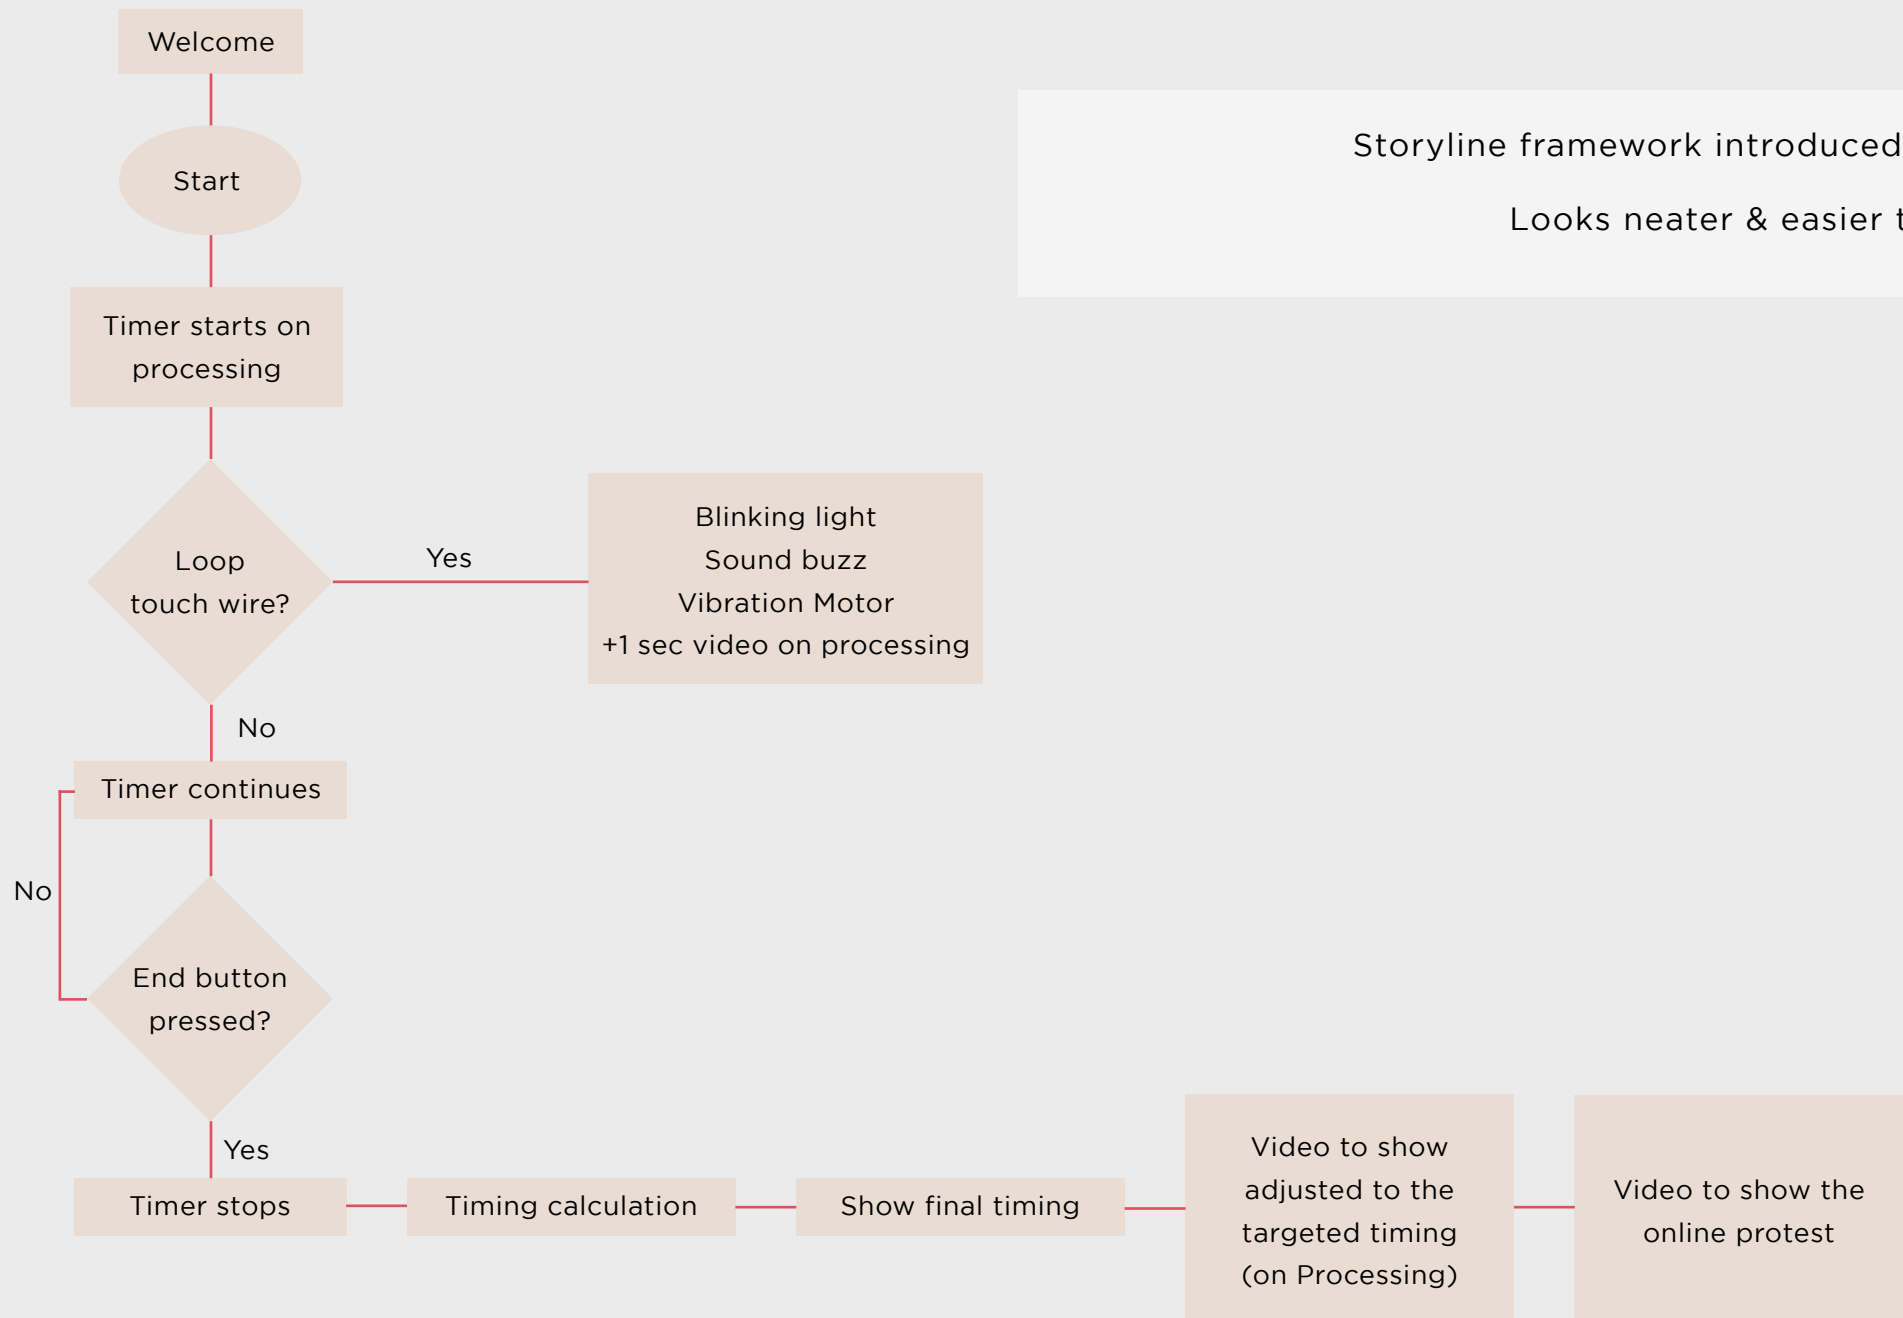 Welcome
Storyline framework introduced
Looks neater & easier
Start
Timer starts on
processing
Loop
touch wire?
Yes
Blinking light
Sound buzz
Vibration Motor
+1 sec video on processing
No
Timer continues
No
End button
pressed?
Yes
Timer stops
Timing calculation
Show final timing
Video to show
adjusted to the
targeted timing
(on Processing)
Video to show the
online protest